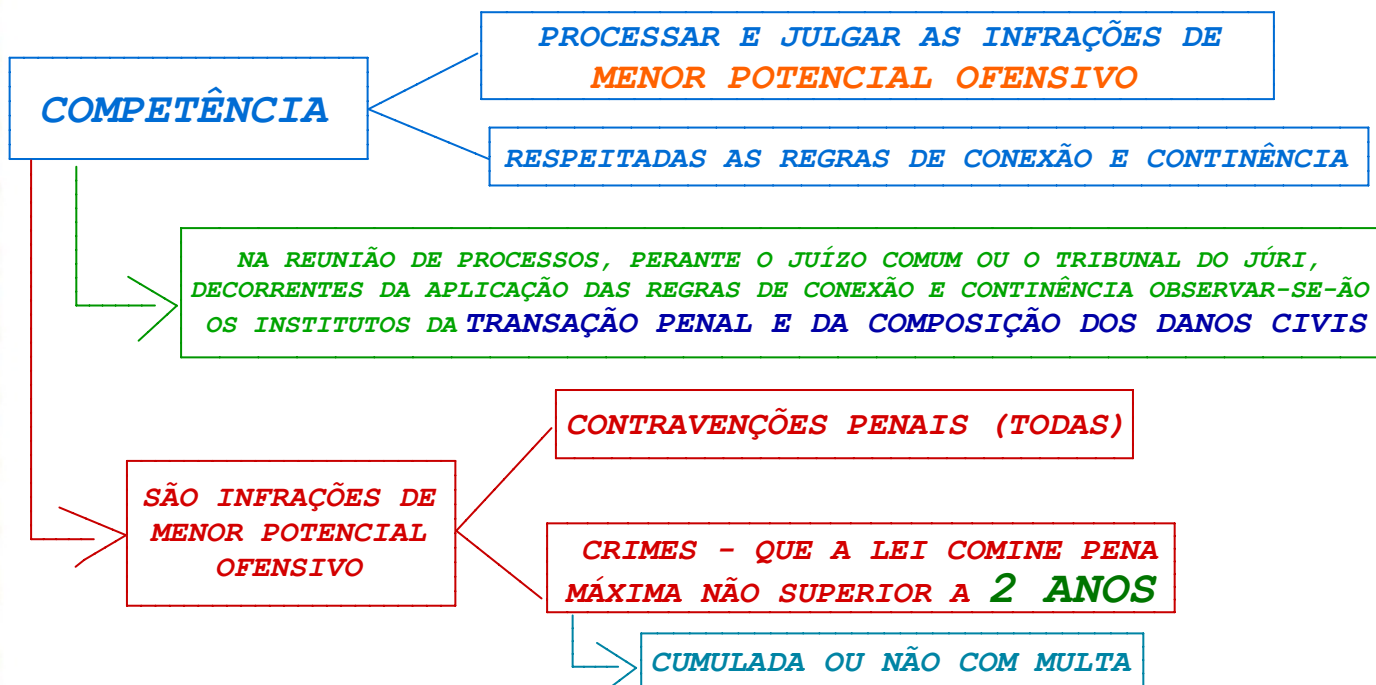 COMPETÊNCIA
PROCESSAR E JULGAR AS INFRAÇÕES DE
MENOR POTENCIAL OFENSIVO
RESPEITADAS AS REGRAS DE CONEXÃO E CONTINÊNCIA
NA REUNIÃO DE PROCESSOS, PERANTE O JUÍZO COMUM OU O TRIBUNAL DO JÚRI,
DECORRENTES DA APLICAÇÃO DAS REGRAS DE CONEXÃO E CONTINÊNCIA OBSERVAR-SE-ÃO
OS INSTITUTOS DA TRANSAÇÃO PENAL E DA COMPOSIÇÃO DOS DANOS CIVIS
SÃO INFRAÇÕES DE
MENOR POTENCIAL
OFENSIVO
CONTRAVENÇÕES PENAIS (TODAS)
CRIMES - QUE A LEI COMINE PENA
MÁXIMA NÃO SUPERIOR A 2 ANOS
CUMULADA OU NÃO COM MULTA